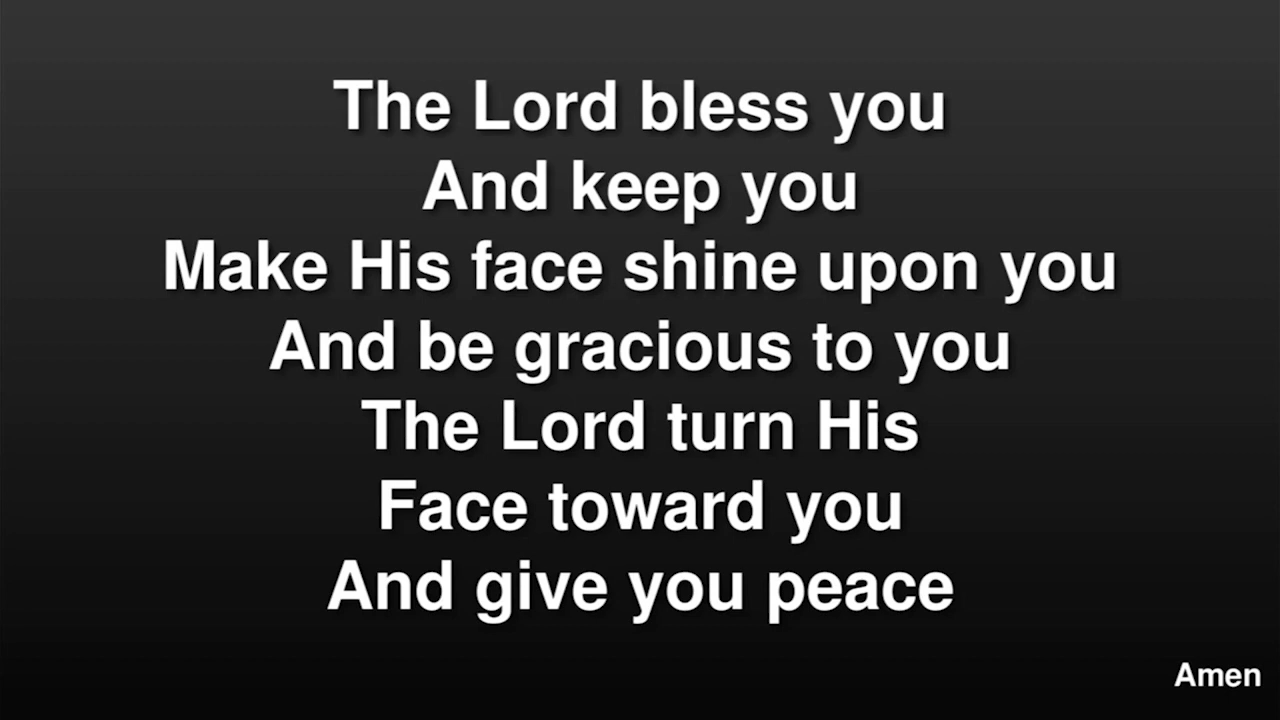 The Lord bless you
And keep you
Make His face shine upon you
And be gracious to you
The Lord turn His
Face toward you
And give you peace
Amen